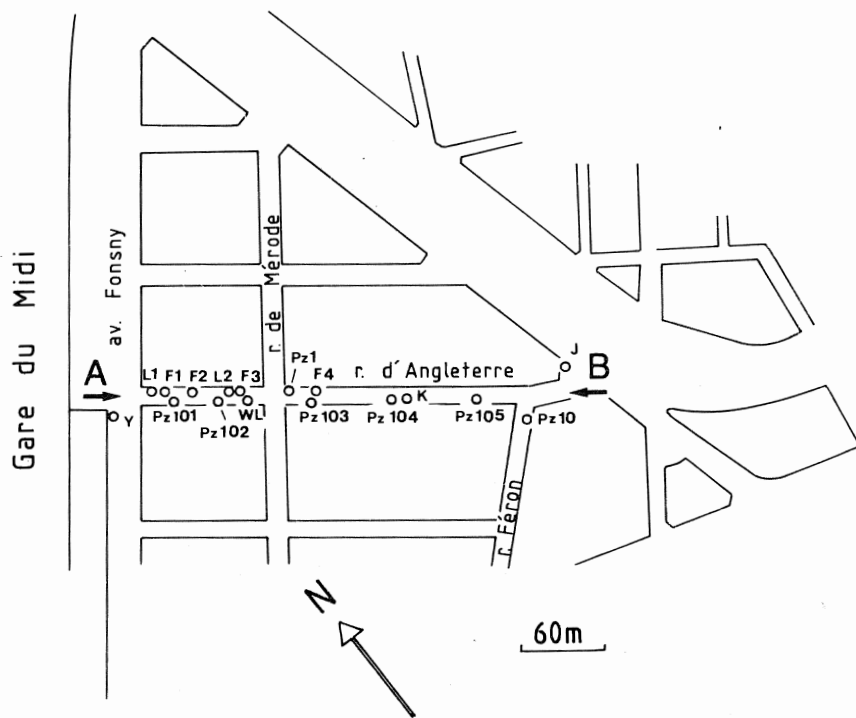 Gare du Midi
av. Fonsny
r. de Mérode
r. d'Angleterre
r. Féron
A
B
J
L1 F1 F2 L2 F3
Pz1
F4
Y
Pz101
Pz102
WL
Pz103
Pz104
K
Pz105
Pz10
N
60m